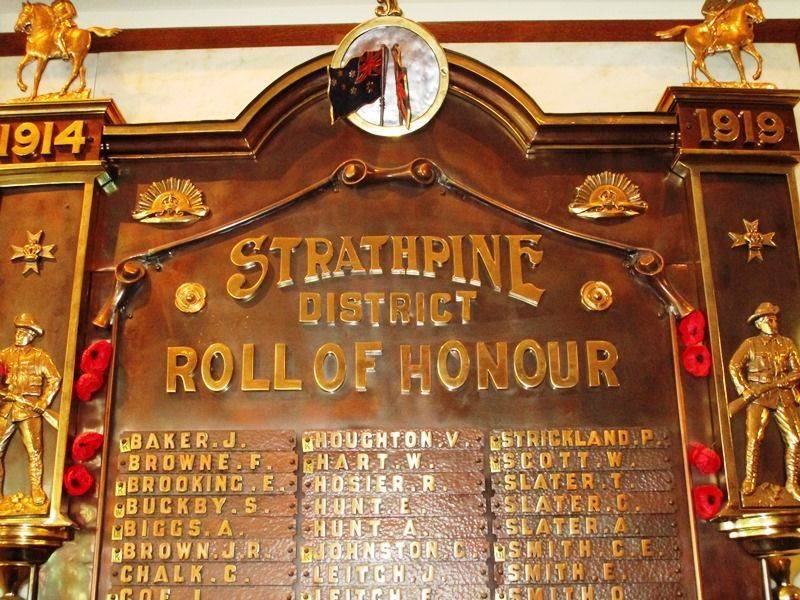 1914
1919
STRATHPINE
DISTRICT
ROLL OF HONOUR
BAKER. J.
BROWNE. F.
BROOKING. E.
BUCKBY. S.
BIGGS. A.
BROWN. J.R.
CHALK. C.
HOUGHTON. V.
HART. W.
HOSIER. R
HUNT E.
HUNT A.
JOHNSTON. C.
LEITCH. J.
LEITCH. F.
STRICKLAND. P.
SCOTT. W.
SLATER. T
SLATER. C.
SLATER. A.
SMITH. C.E.
SMITH. E.